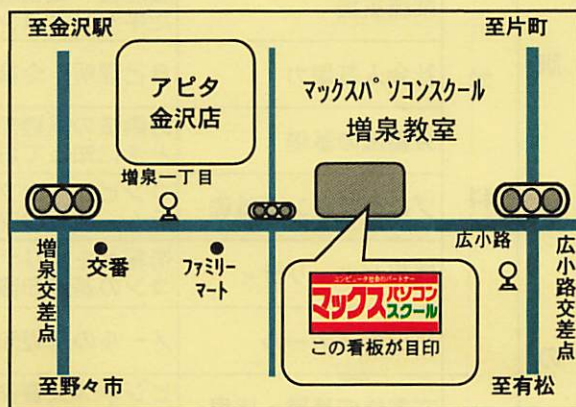 至金沢駅
至片町
アピタ
金沢店
マックスパソコンスクール
増泉教室
増泉一丁目
広小路
増泉交差点
交番
ファミリー
マート
広小路交差点
コンピュータ社会のパートナー
マックスパソコン
スクール
この看板が目印
至野々市
至有松